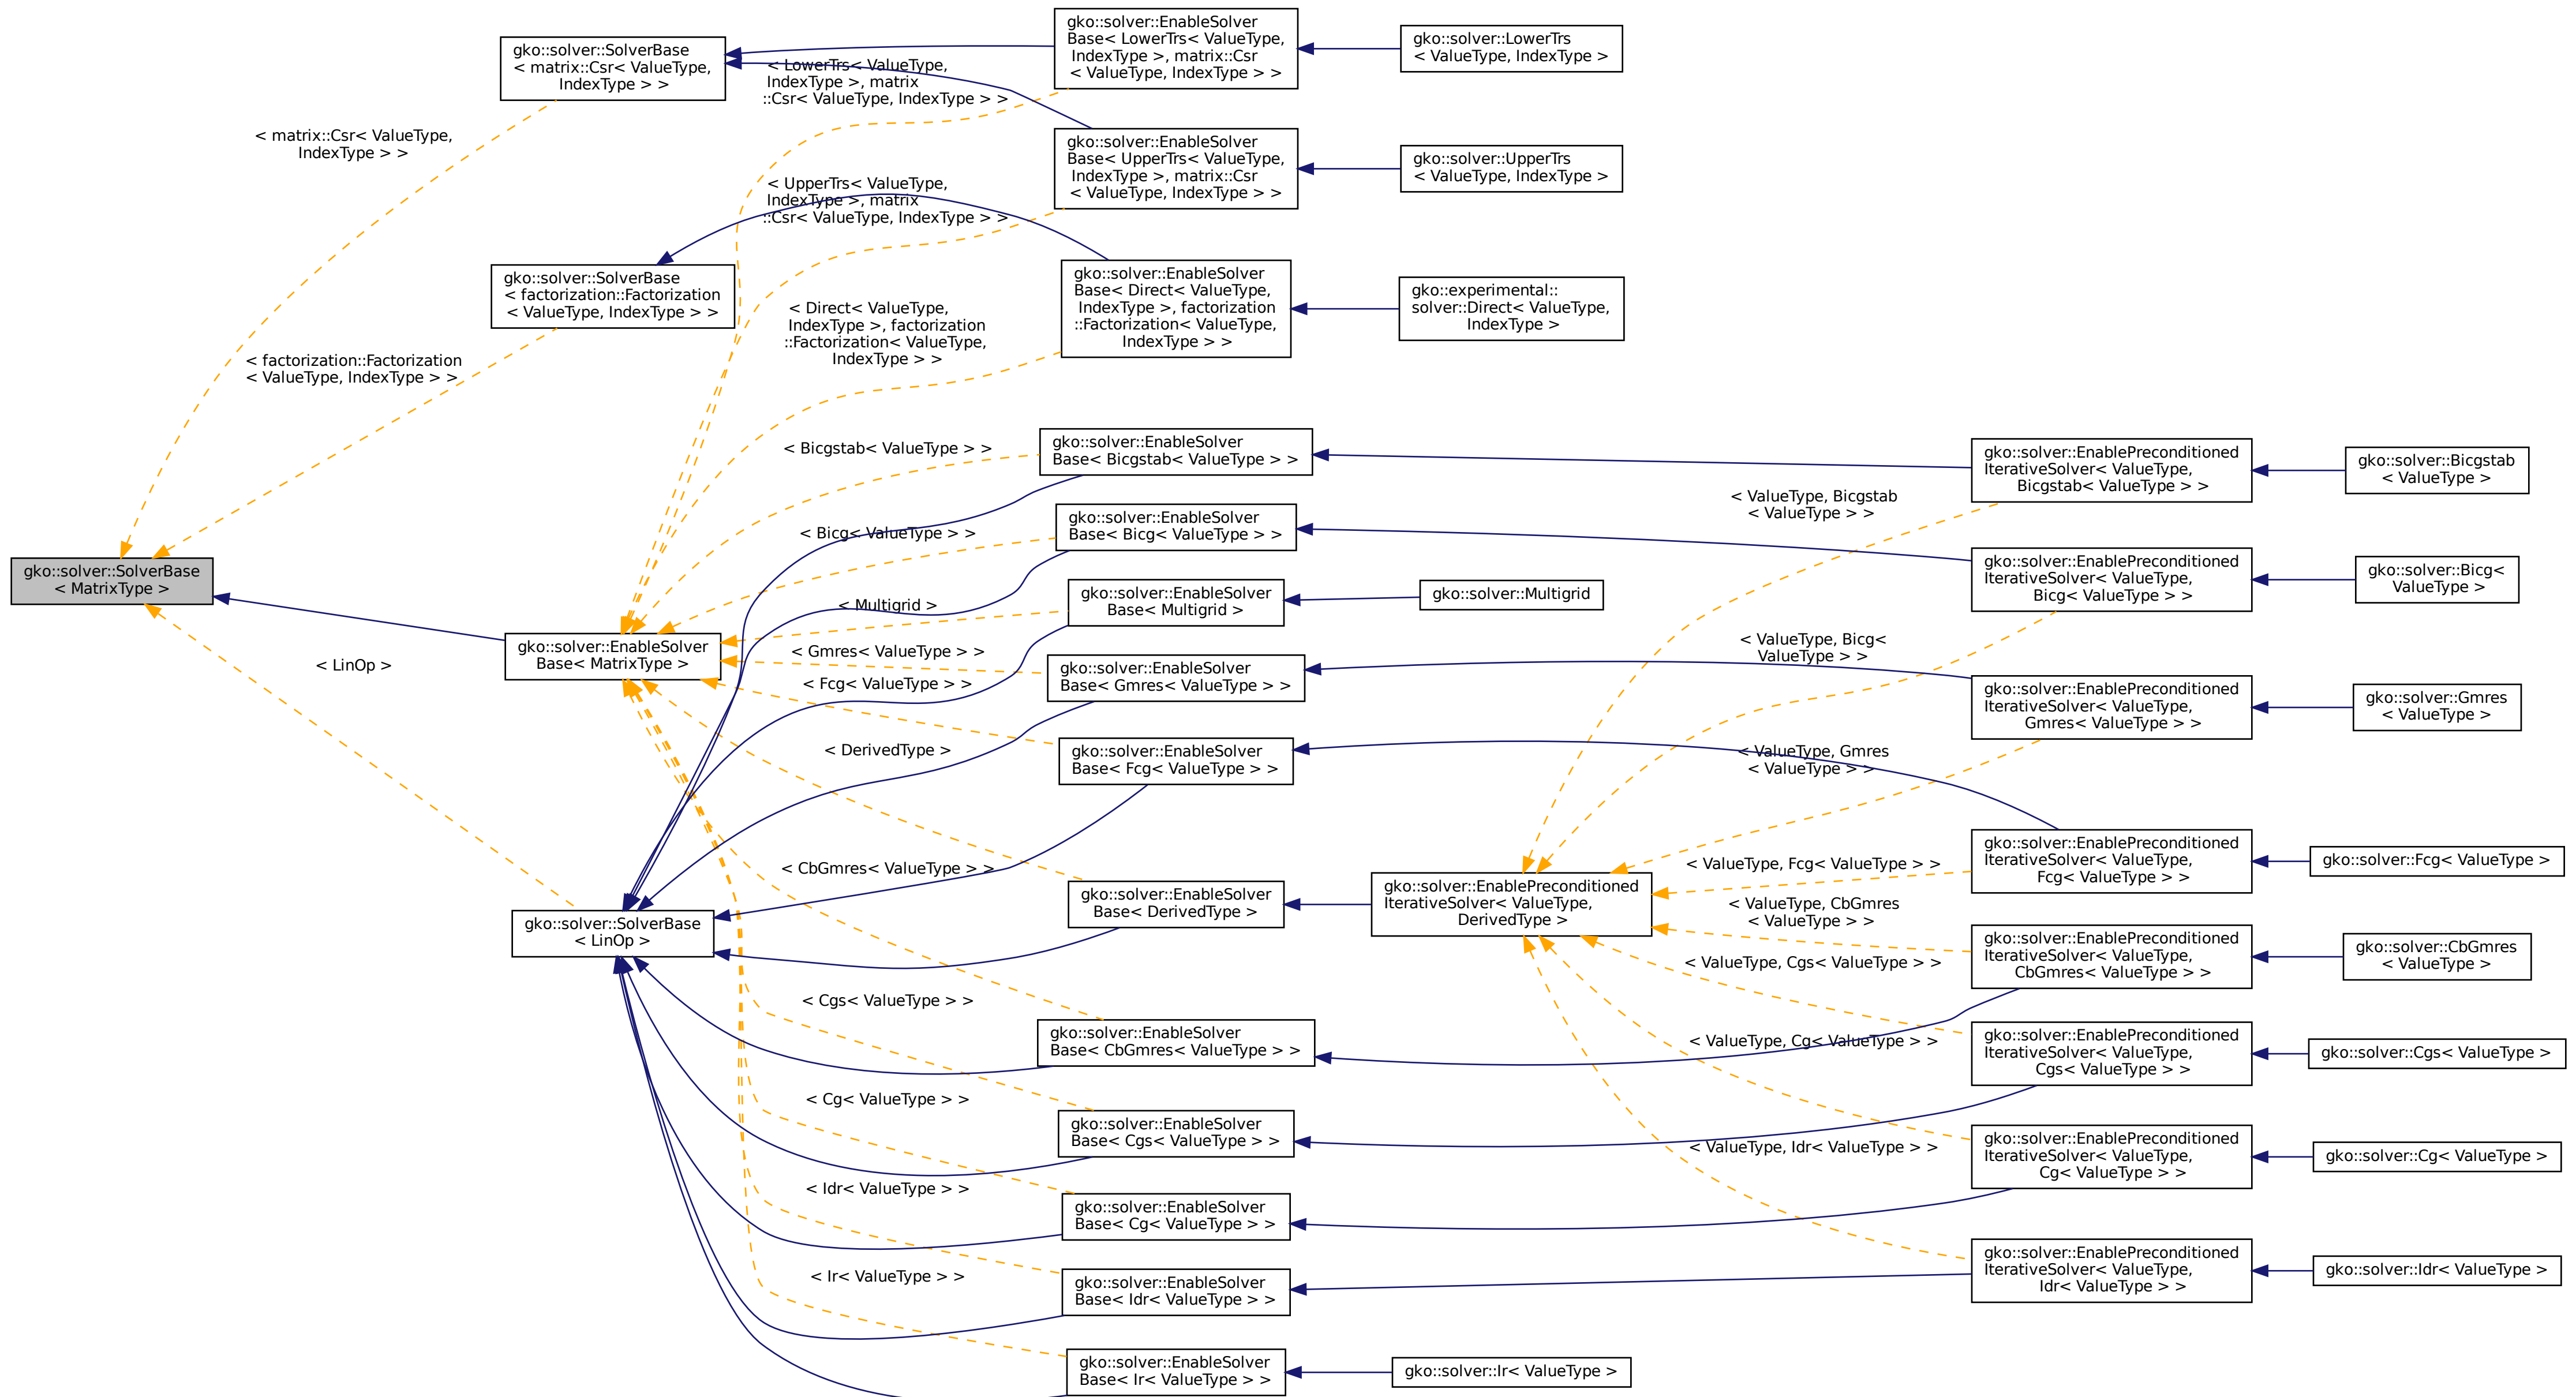 gko::solver::SolverBase
< MatrixType >
< matrix::Csr< ValueType,
IndexType > >
< factorization::Factorization
< ValueType, IndexType > >
< LinOp >
gko::solver::SolverBase
< matrix::Csr< ValueType,
IndexType > >
gko::solver::SolverBase
< factorization::Factorization
< ValueType, IndexType > >
gko::solver::EnableSolver
Base< MatrixType >
gko::solver::SolverBase
< LinOp >
< LowerTrs< ValueType,
IndexType >, matrix
::Csr< ValueType, IndexType > >
< UpperTrs< ValueType,
IndexType >, matrix
::Csr< ValueType, IndexType > >
< Direct< ValueType,
IndexType >, factorization
::Factorization< ValueType,
IndexType > >
< Bicgstab< ValueType > >
< Bicg< ValueType > >
< Multigrid >
< Gmres< ValueType > >
< Fcg< ValueType > >
< DerivedType >
< CbGmres< ValueType > >
< Cgs< ValueType > >
< Cg< ValueType > >
< Idr< ValueType > >
< Ir< ValueType > >
gko::solver::EnableSolver
Base< LowerTrs< ValueType,
IndexType >, matrix::Csr
< ValueType, IndexType > >
gko::solver::EnableSolver
Base< UpperTrs< ValueType,
IndexType >, matrix::Csr
< ValueType, IndexType > >
gko::solver::EnableSolver
Base< Direct< ValueType,
IndexType >, factorization
::Factorization< ValueType,
IndexType > >
gko::solver::EnableSolver
Base< Bicgstab< ValueType > >
gko::solver::EnableSolver
Base< Bicg< ValueType > >
gko::solver::EnableSolver
Base< Multigrid >
gko::solver::EnableSolver
Base< Gmres< ValueType > >
gko::solver::EnableSolver
Base< Fcg< ValueType > >
gko::solver::EnableSolver
Base< DerivedType >
gko::solver::EnableSolver
Base< CbGmres< ValueType > >
gko::solver::EnableSolver
Base< Cgs< ValueType > >
gko::solver::EnableSolver
Base< Cg< ValueType > >
gko::solver::EnableSolver
Base< Idr< ValueType > >
gko::solver::EnableSolver
Base< Ir< ValueType > >
gko::solver::LowerTrs
< ValueType, IndexType >
gko::solver::UpperTrs
< ValueType, IndexType >
gko::experimental::
solver::Direct< ValueType,
IndexType >
gko::solver::Multigrid
gko::solver::EnablePreconditioned
IterativeSolver< ValueType,
DerivedType >
gko::solver::Ir< ValueType >
< ValueType, Bicgstab
< ValueType > >
< ValueType, Bicg<
ValueType > >
< ValueType, Gmres
< ValueType > >
< ValueType, Fcg< ValueType > >
< ValueType, CbGmres
< ValueType > >
< ValueType, Cgs< ValueType > >
< ValueType, Cg< ValueType > >
< ValueType, Idr< ValueType > >
gko::solver::EnablePreconditioned
IterativeSolver< ValueType,
Bicgstab< ValueType > >
gko::solver::EnablePreconditioned
IterativeSolver< ValueType,
Bicg< ValueType > >
gko::solver::EnablePreconditioned
IterativeSolver< ValueType,
Gmres< ValueType > >
gko::solver::EnablePreconditioned
IterativeSolver< ValueType,
Fcg< ValueType > >
gko::solver::EnablePreconditioned
IterativeSolver< ValueType,
CbGmres< ValueType > >
gko::solver::EnablePreconditioned
IterativeSolver< ValueType,
Cgs< ValueType > >
gko::solver::EnablePreconditioned
IterativeSolver< ValueType,
Cg< ValueType > >
gko::solver::EnablePreconditioned
IterativeSolver< ValueType,
Idr< ValueType > >
gko::solver::Bicgstab
< ValueType >
gko::solver::Bicg<
ValueType >
gko::solver::Gmres
< ValueType >
gko::solver::Fcg< ValueType >
gko::solver::CbGmres
< ValueType >
gko::solver::Cgs< ValueType >
gko::solver::Cg< ValueType >
gko::solver::Idr< ValueType >